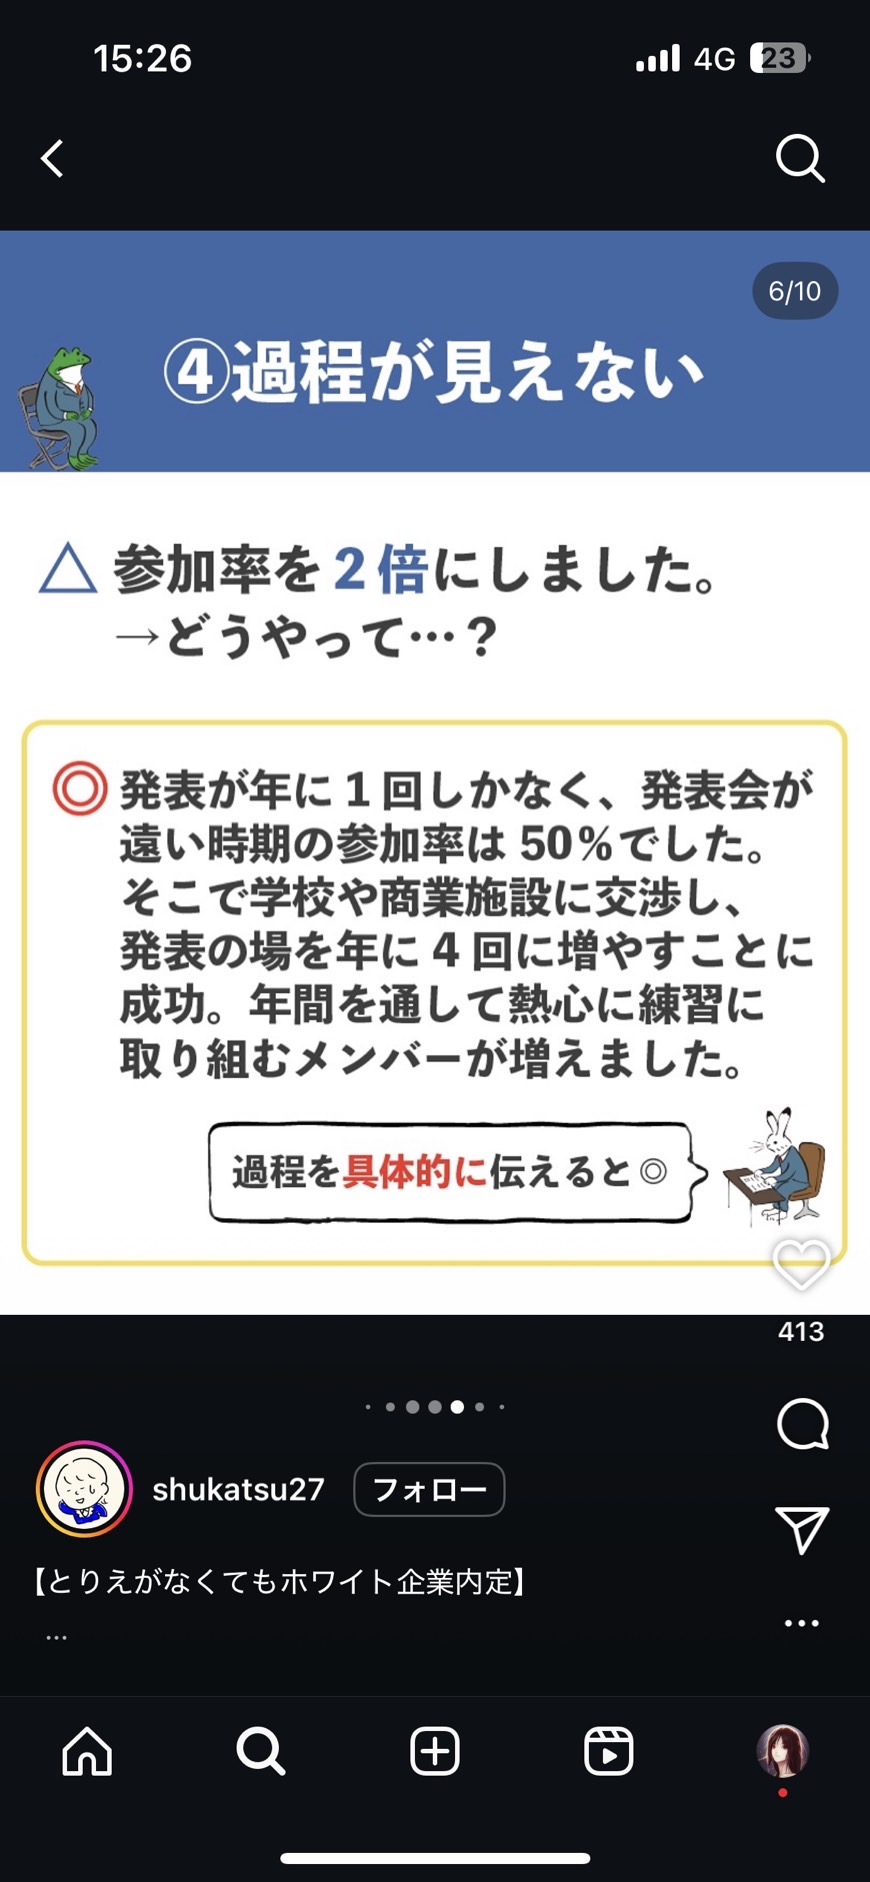 15:26
4G
23
6/10
④過程が見えない
△ 参加率を2倍にしました。
→どうやって…？
◎ 発表が年に1回しかなく、発表会が
遠い時期の参加率は 50%でした。
そこで学校や商業施設に交渉し、
発表の場を年に 4 回に増やすことに
成功。年間を通して熱心に練習に
取り組むメンバーが増えました。
過程を具体的に伝えると◎
413
shukatsu27
フォロー
【とりえがなくてもホワイト企業内定】
...